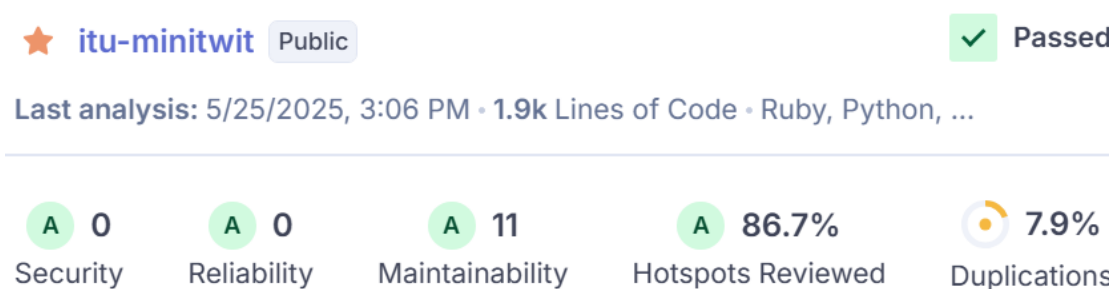 itu-minitwit Public Passed
Last analysis: 5/25/2025, 3:06 PM · 1.9k Lines of Code · Ruby, Python, ...
A 0 A 0 A 11 A 86.7% 7.9%
Security Reliability Maintainability Hotspots Reviewed Duplications